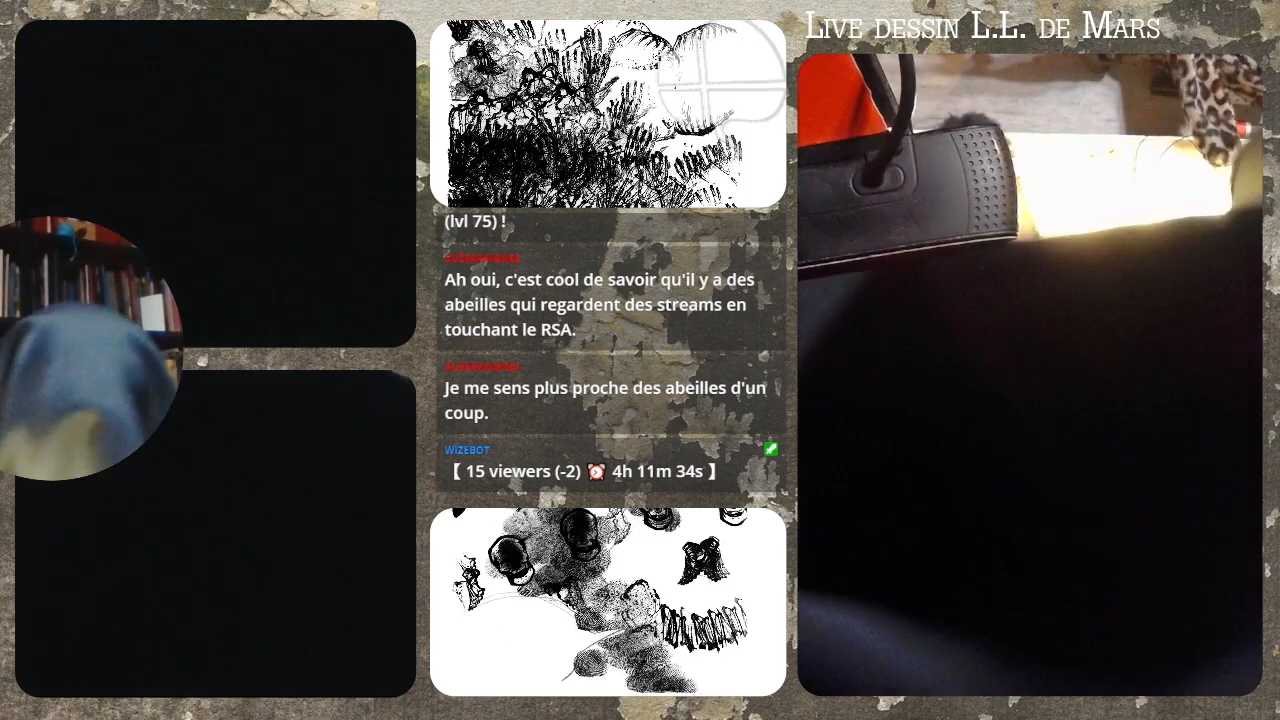 Live dessin L.L. de Mars
(lvl 75) !
Ah oui, c'est cool de savoir qu'il y a des
abeilles qui regardent des streams en
touchant le RSA.
Je me sens plus proche des abeilles d'un
coup.
WIZEBOT
【 15 viewers (-2) ⏰ 4h 11m 34s 】